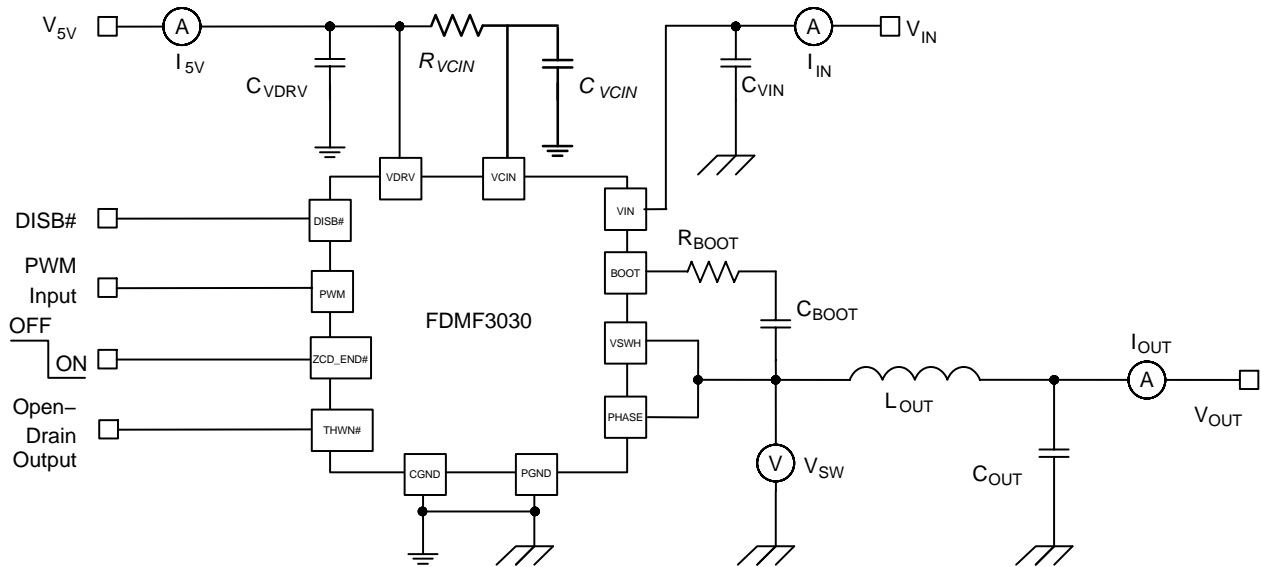 V5V
A
I5V
RVCIN
CVDRV
CVCIN
A
IIN
VIN
CVIN
VDRV
VCIN
DISB#
DISB#
VIN
PWM
Input
PWM
BOOT
RBOOT
CBOOT
FDMF3030
OFF
ON
ZCD_END#
VSWH
Open–
Drain
Output
THWN#
PHASE
LOUT
IOUT
A
VOUT
CGND
PGND
V
VSW
COUT